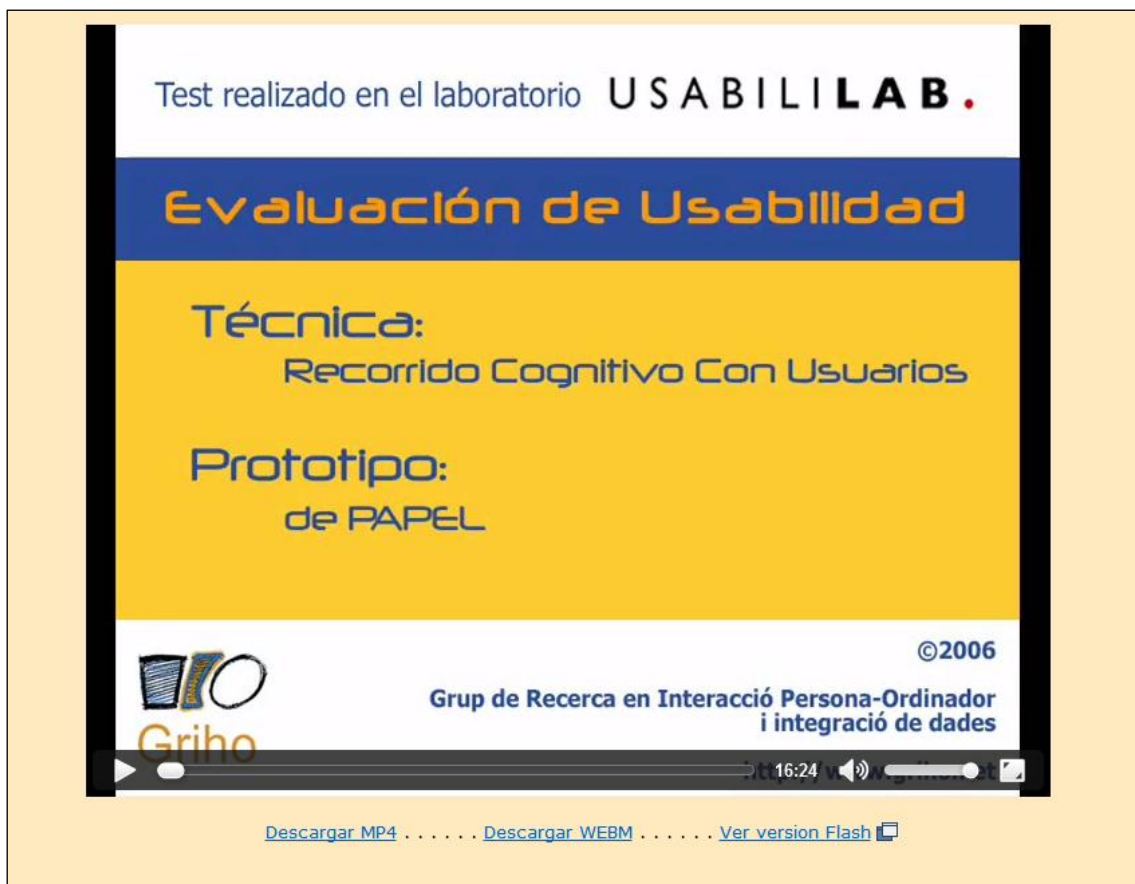 Test realizado en el laboratorio USABILILAB.
Evaluación de Usabilidad
Técnica:
Recorrido Cognitivo Con Usuarios
Prototipo:
de PAPEL
©2006
Grup de Recerca en Interacció Persona-Ordinador
i integració de dades
Griho
16:24
Descargar MP4 . . . . . . Descargar WEBM . . . . . . Ver version Flash